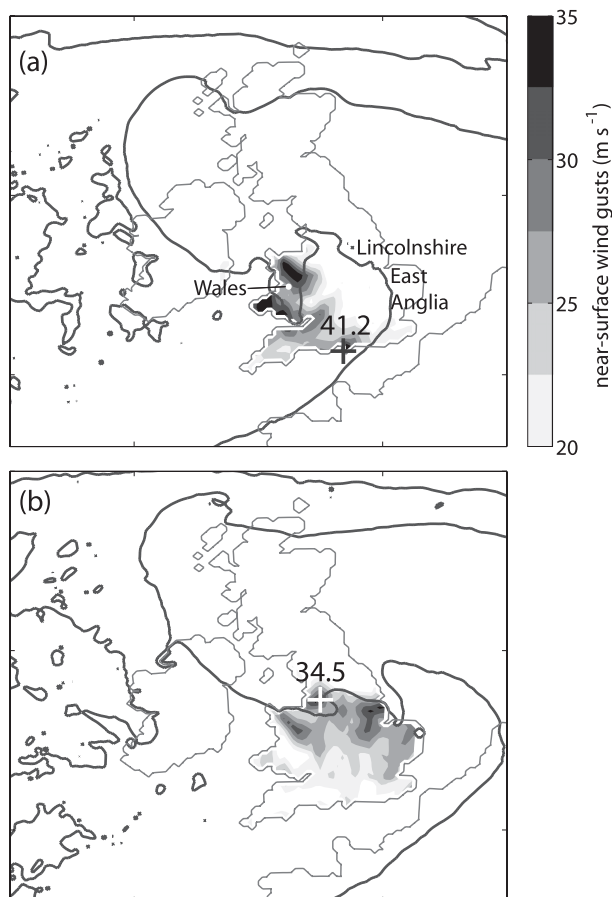 (a)
Lincolnshire
Wales
East
Anglia
41.2
35
30
25
20
near-surface wind gusts (m s⁻¹)
(b)
34.5